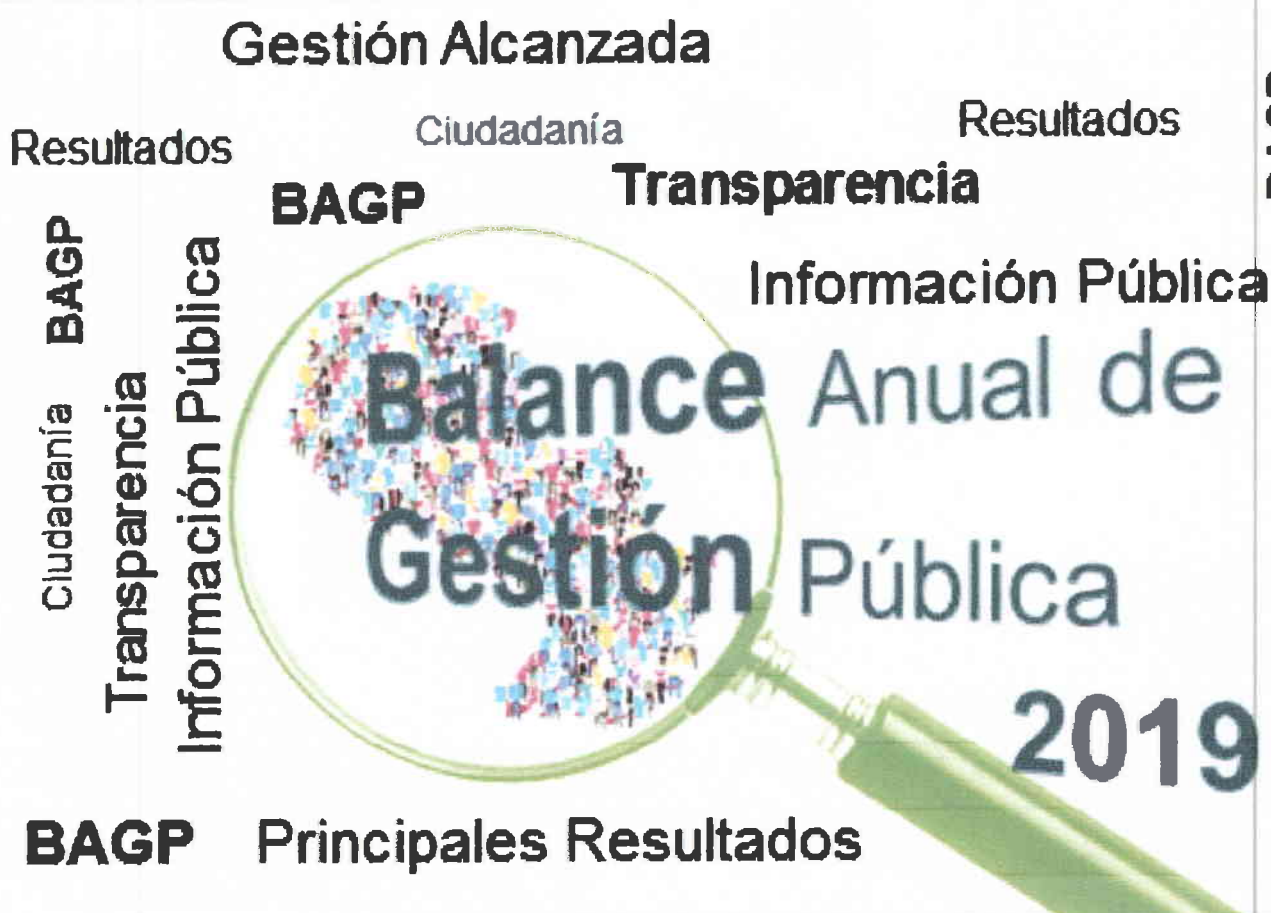 Gestión Alcanzada
Resultados
Ciudadanía
Resultados
BAGP
Transparencia
Información Pública
BAGP
Ciudadanía
Transparencia
Información Pública
Balance Anual de
Gestión Pública
2019
BAGP Principales Resultados